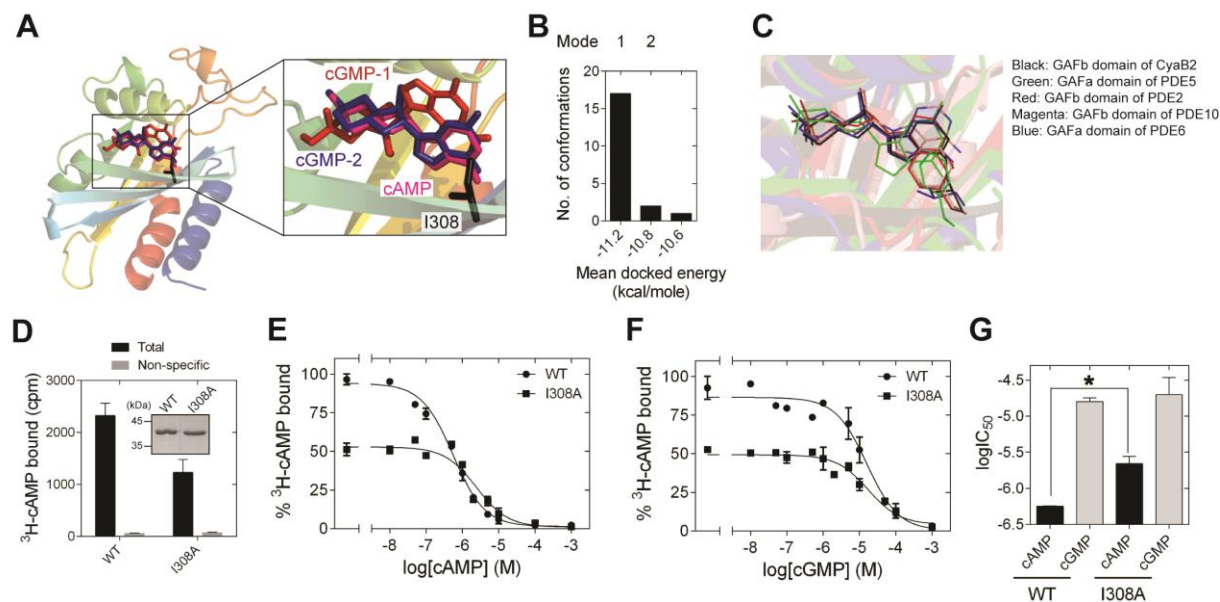 A
cGMP-1
cGMP-2
cAMP
I308
B
Mode 1 2
No. of conformations
20
15
10
5
0
-11.2
-10.8
-10.6
Mean docked energy
(kcal/mole)
C
Black: GAFb domain of CyaB2
Green: GAFa domain of PDE5
Red: GAFb domain of PDE2
Magenta: GAFb domain of PDE10
Blue: GAFa domain of PDE6
D
Total
Non-specific
³H-cAMP bound (cpm)
3000
2000
1000
0
(kDa)
WT
I308A
45
35
WT
I308A
E
% ³H-cAMP bound
100
75
50
25
0
WT
I308A
-8 -7 -6 -5 -4 -3
log[cAMP] (M)
F
% ³H-cAMP bound
100
75
50
25
0
WT
I308A
-8 -7 -6 -5 -4 -3
log[cGMP] (M)
G
logIC₅₀
-4.5
-5.0
-5.5
-6.0
-6.5
*
cAMP
cGMP
cAMP
cGMP
WT
I308A